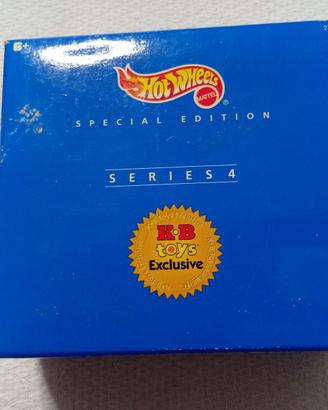 Hot Wheels
MATTEL
®
SPECIAL EDITION
SERIES 4
K·B
toys
Exclusive